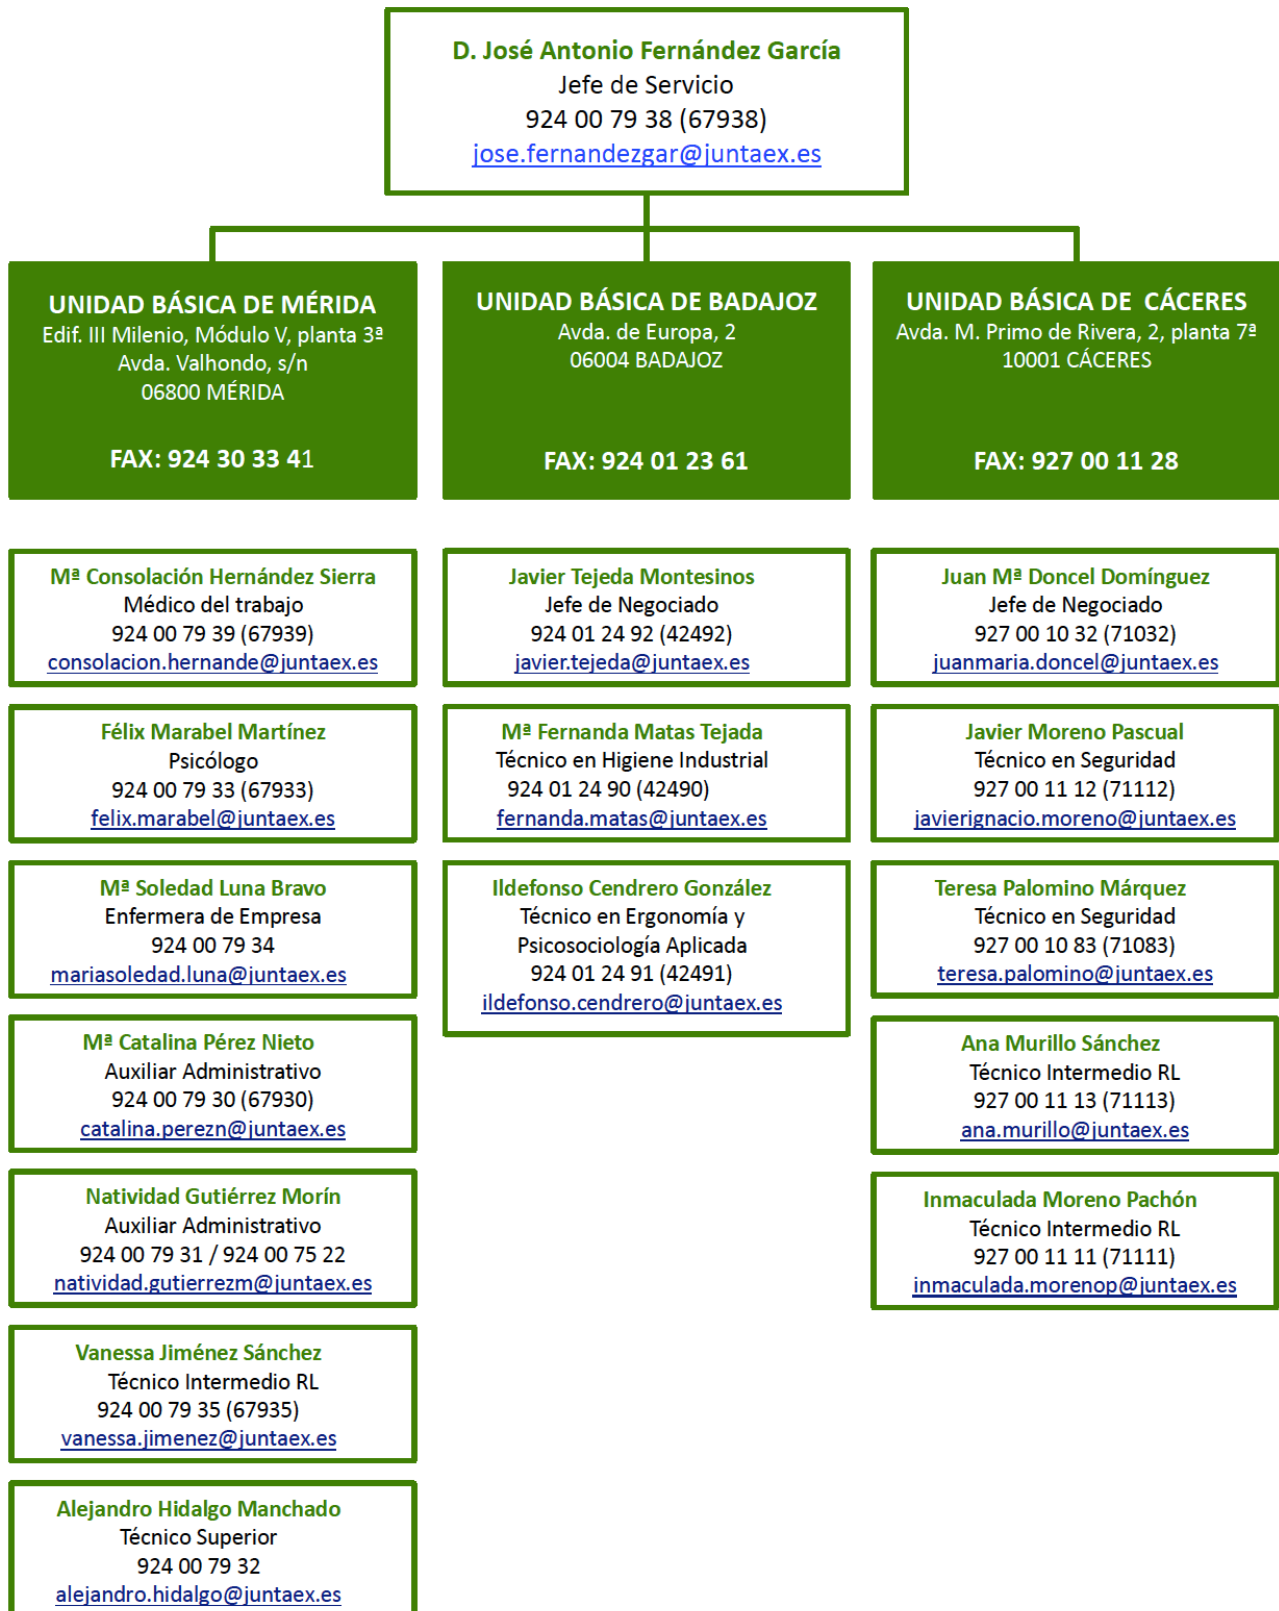 D. José Antonio Fernández García
Jefe de Servicio
924 00 79 38 (67938)
jose.fernandezgar@juntaex.es
UNIDAD BÁSICA DE MÉRIDA
Edif. III Milenio, Módulo V, planta 3ª
Avda. Valhondo, s/n
06800 MÉRIDA
FAX: 924 30 33 41
UNIDAD BÁSICA DE BADAJOZ
Avda. de Europa, 2
06004 BADAJOZ
FAX: 924 01 23 61
UNIDAD BÁSICA DE CÁCERES
Avda. M. Primo de Rivera, 2, planta 7ª
10001 CÁCERES
FAX: 927 00 11 28
Mª Consolación Hernández Sierra
Médico del trabajo
924 00 79 39 (67939)
consolacion.hernande@juntaex.es
Félix Marabel Martínez
Psicólogo
924 00 79 33 (67933)
felix.marabel@juntaex.es
Mª Soledad Luna Bravo
Enfermera de Empresa
924 00 79 34
mariasoledad.luna@juntaex.es
Mª Catalina Pérez Nieto
Auxiliar Administrativo
924 00 79 30 (67930)
catalina.perezn@juntaex.es
Natividad Gutiérrez Morín
Auxiliar Administrativo
924 00 79 31 / 924 00 75 22
natividad.gutierrezm@juntaex.es
Vanessa Jiménez Sánchez
Técnico Intermedio RL
924 00 79 35 (67935)
vanessa.jimenez@juntaex.es
Alejandro Hidalgo Manchado
Técnico Superior
924 00 79 32
alejandro.hidalgo@juntaex.es
Javier Tejeda Montesinos
Jefe de Negociado
924 01 24 92 (42492)
javier.tejeda@juntaex.es
Mª Fernanda Matas Tejada
Técnico en Higiene Industrial
924 01 24 90 (42490)
fernanda.matas@juntaex.es
Ildefonso Cendrero González
Técnico en Ergonomía y
Psicosociología Aplicada
924 01 24 91 (42491)
ildefonso.cendrero@juntaex.es
Juan Mª Doncel Domínguez
Jefe de Negociado
927 00 10 32 (71032)
juanmaria.doncel@juntaex.es
Javier Moreno Pascual
Técnico en Seguridad
927 00 11 12 (71112)
javierignacio.moreno@juntaex.es
Teresa Palomino Márquez
Técnico en Seguridad
927 00 10 83 (71083)
teresa.palomino@juntaex.es
Ana Murillo Sánchez
Técnico Intermedio RL
927 00 11 13 (71113)
ana.murillo@juntaex.es
Inmaculada Moreno Pachón
Técnico Intermedio RL
927 00 11 11 (71111)
inmaculada.morenop@juntaex.es